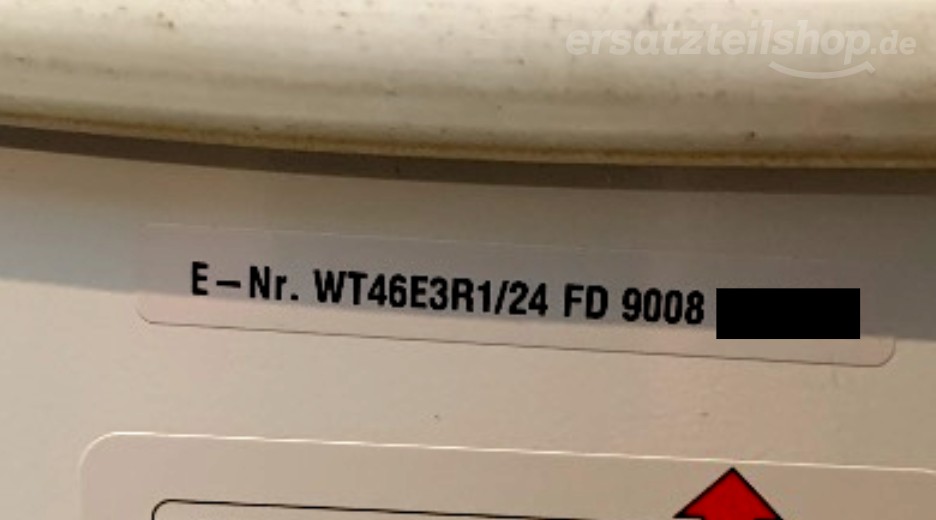 ersatzteilshop.de
E-Nr. WT46E3R1/24 FD 9008